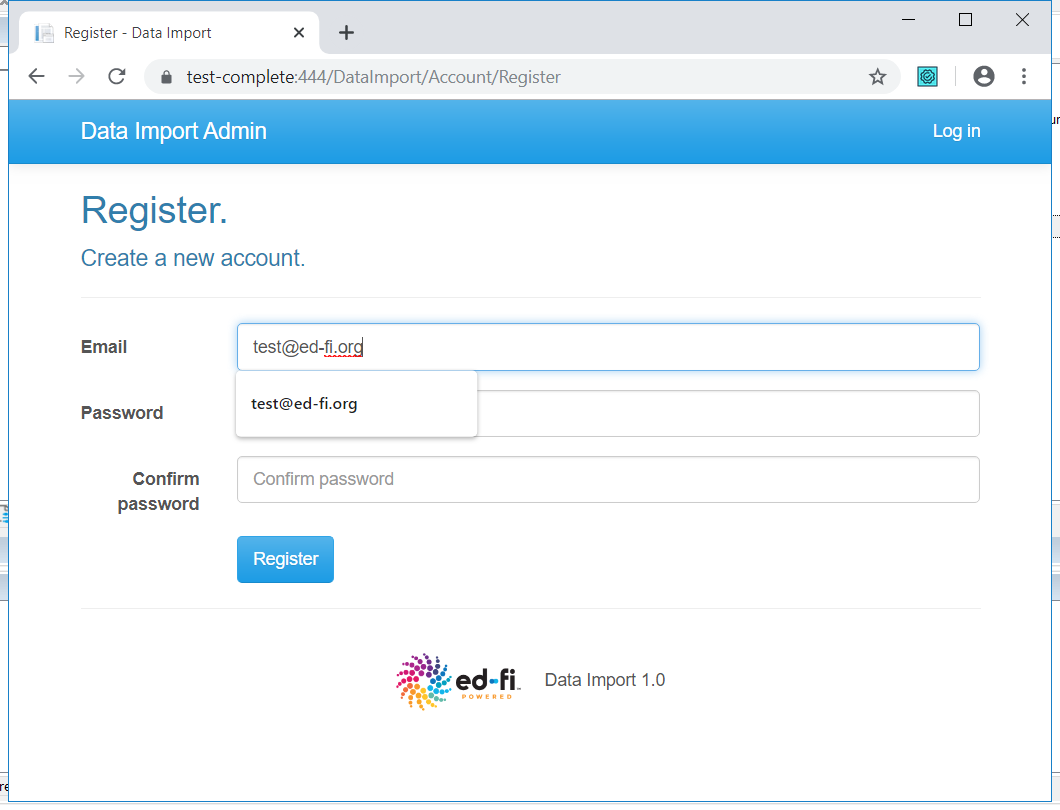 Register - Data Import
test-complete:444/DataImport/Account/Register
Data Import Admin
Log in
Register.
Create a new account.
Email
test@ed-fi.org
test@ed-fi.org
Password
Confirm
password
Confirm password
Register
ed-fi™
POWERED
Data Import 1.0